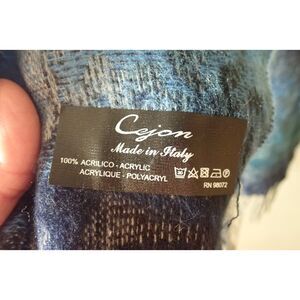 Cejon
Made in Italy
100% ACRILICO - ACRYLIC
ACRYLIQUE - POLYACRYL
RN 98072